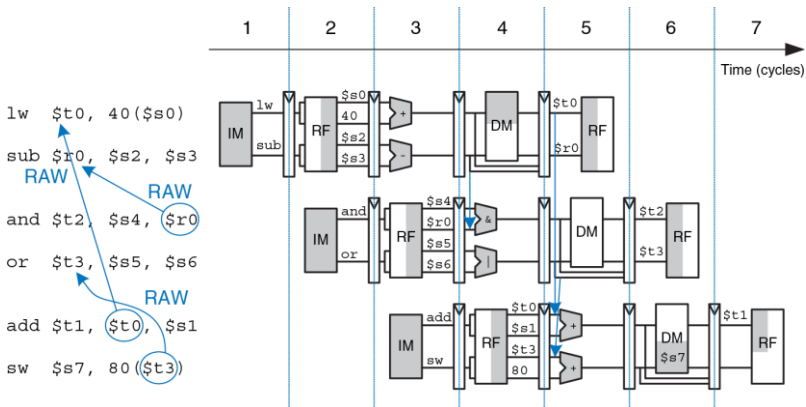 1 2 3 4 5 6 7
Time (cycles)
lw $t0, 40($s0)
sub $r0, $s2, $s3
RAW
RAW
and $t2, $s4, $r0
or $t3, $s5, $s6
RAW
add $t1, $t0, $s1
sw $s7, 80($t3)
IM
lw
sub
RF
$s0
40
$s2
$s3
+
-
DM
$t0
$r0
RF
IM
and
or
RF
$s4
$r0
$s5
$s6
&
|
DM
$t2
$t3
RF
IM
add
sw
RF
$t0
$s1
$t3
80
+
+
DM
$s7
$t1
RF